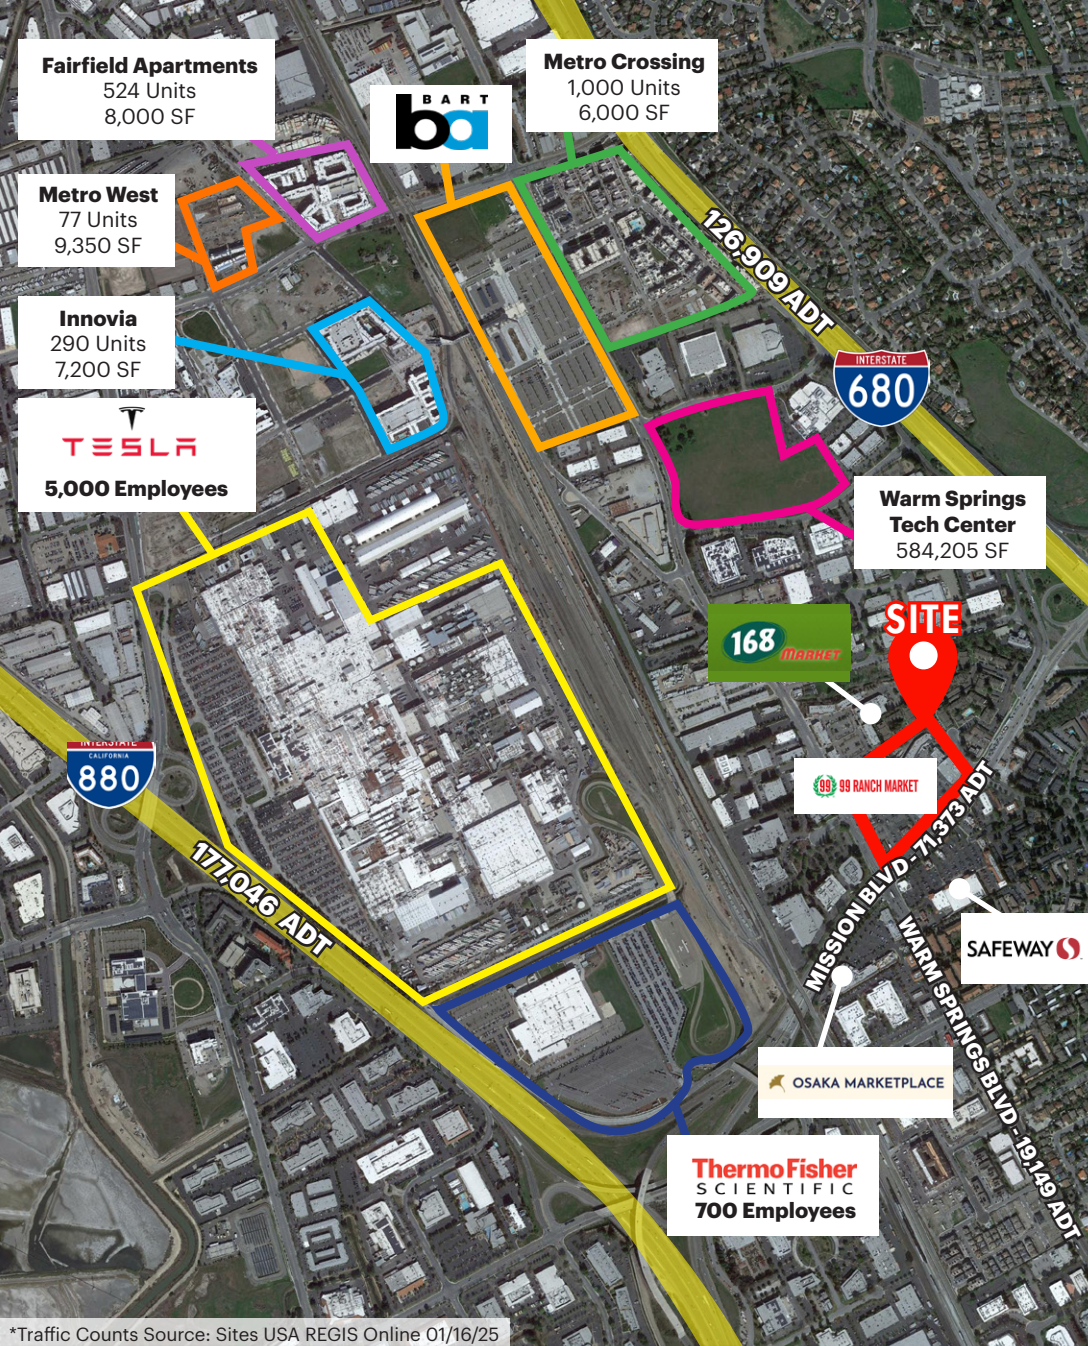 Fairfield Apartments
524 Units
8,000 SF
BART
ba
Metro Crossing
1,000 Units
6,000 SF
Metro West
77 Units
9,350 SF
126,909 ADT
Innovia
290 Units
7,200 SF
INTERSTATE
680
TESLA
5,000 Employees
Warm Springs
Tech Center
584,205 SF
168
MARKET
SITE
INTERSTATE
CALIFORNIA
880
99
99 RANCH MARKET
177,046 ADT
MISSION BLVD - 71,373 ADT
SAFEWAY
WARM SPRINGS BLVD - 19,149 ADT
OSAKA MARKETPLACE
ThermoFisher
SCIENTIFIC
700 Employees
*Traffic Counts Source: Sites USA REGIS Online 01/16/25